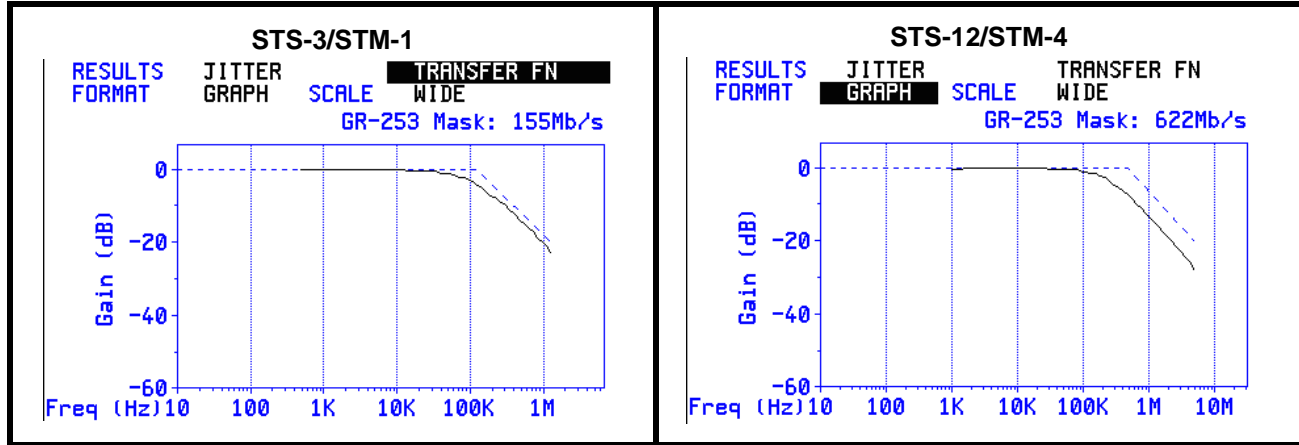 STS-3/STM-1
RESULTS JITTER TRANSFER FN
FORMAT GRAPH SCALE WIDE
GR-253 Mask: 155Mb/s
0
-20
-40
-60
Gain (dB)
Freq (Hz) 10 100 1K 10K 100K 1M
STS-12/STM-4
RESULTS JITTER TRANSFER FN
FORMAT GRAPH SCALE WIDE
GR-253 Mask: 622Mb/s
0
-20
-40
-60
Gain (dB)
Freq (Hz) 10 100 1K 10K 100K 1M 10M